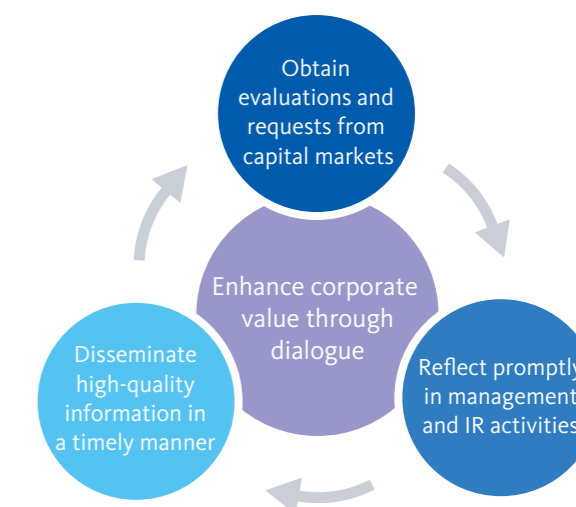 Obtain
evaluations and
requests from
capital markets
Enhance corporate
value through
dialogue
Disseminate
high-quality
information in
a timely manner
Reflect promptly
in management
and IR activities